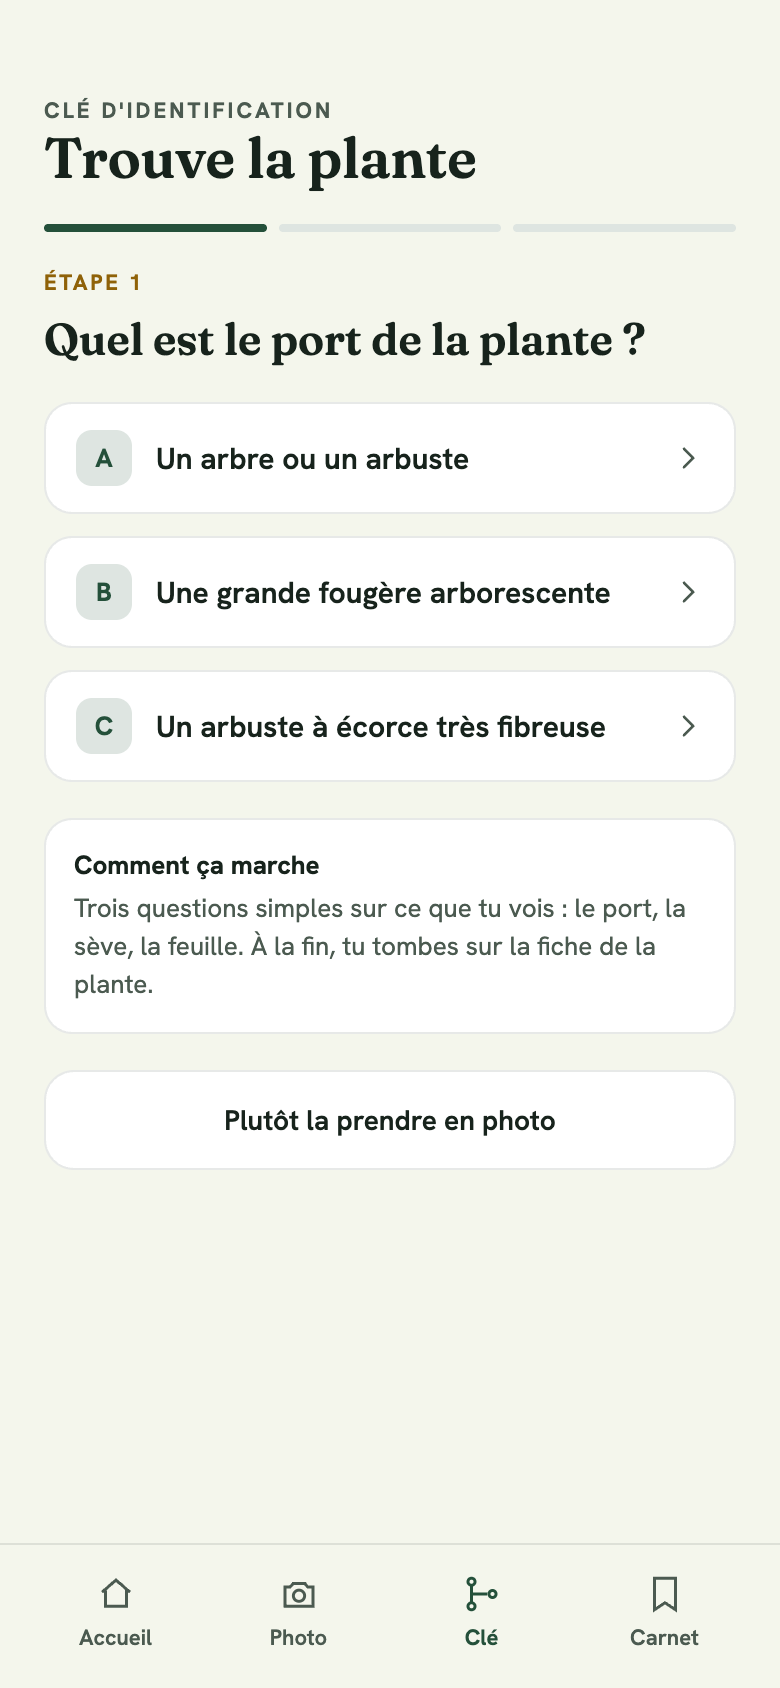 CLÉ D'IDENTIFICATION
Trouve la plante
ÉTAPE 1
Quel est le port de la plante ?
A Un arbre ou un arbuste
B Une grande fougère arborescente
C Un arbuste à écorce très fibreuse
Comment ça marche
Trois questions simples sur ce que tu vois : le port, la
sève, la feuille. À la fin, tu tombes sur la fiche de la
plante.
Plutôt la prendre en photo
Accueil Photo Clé Carnet